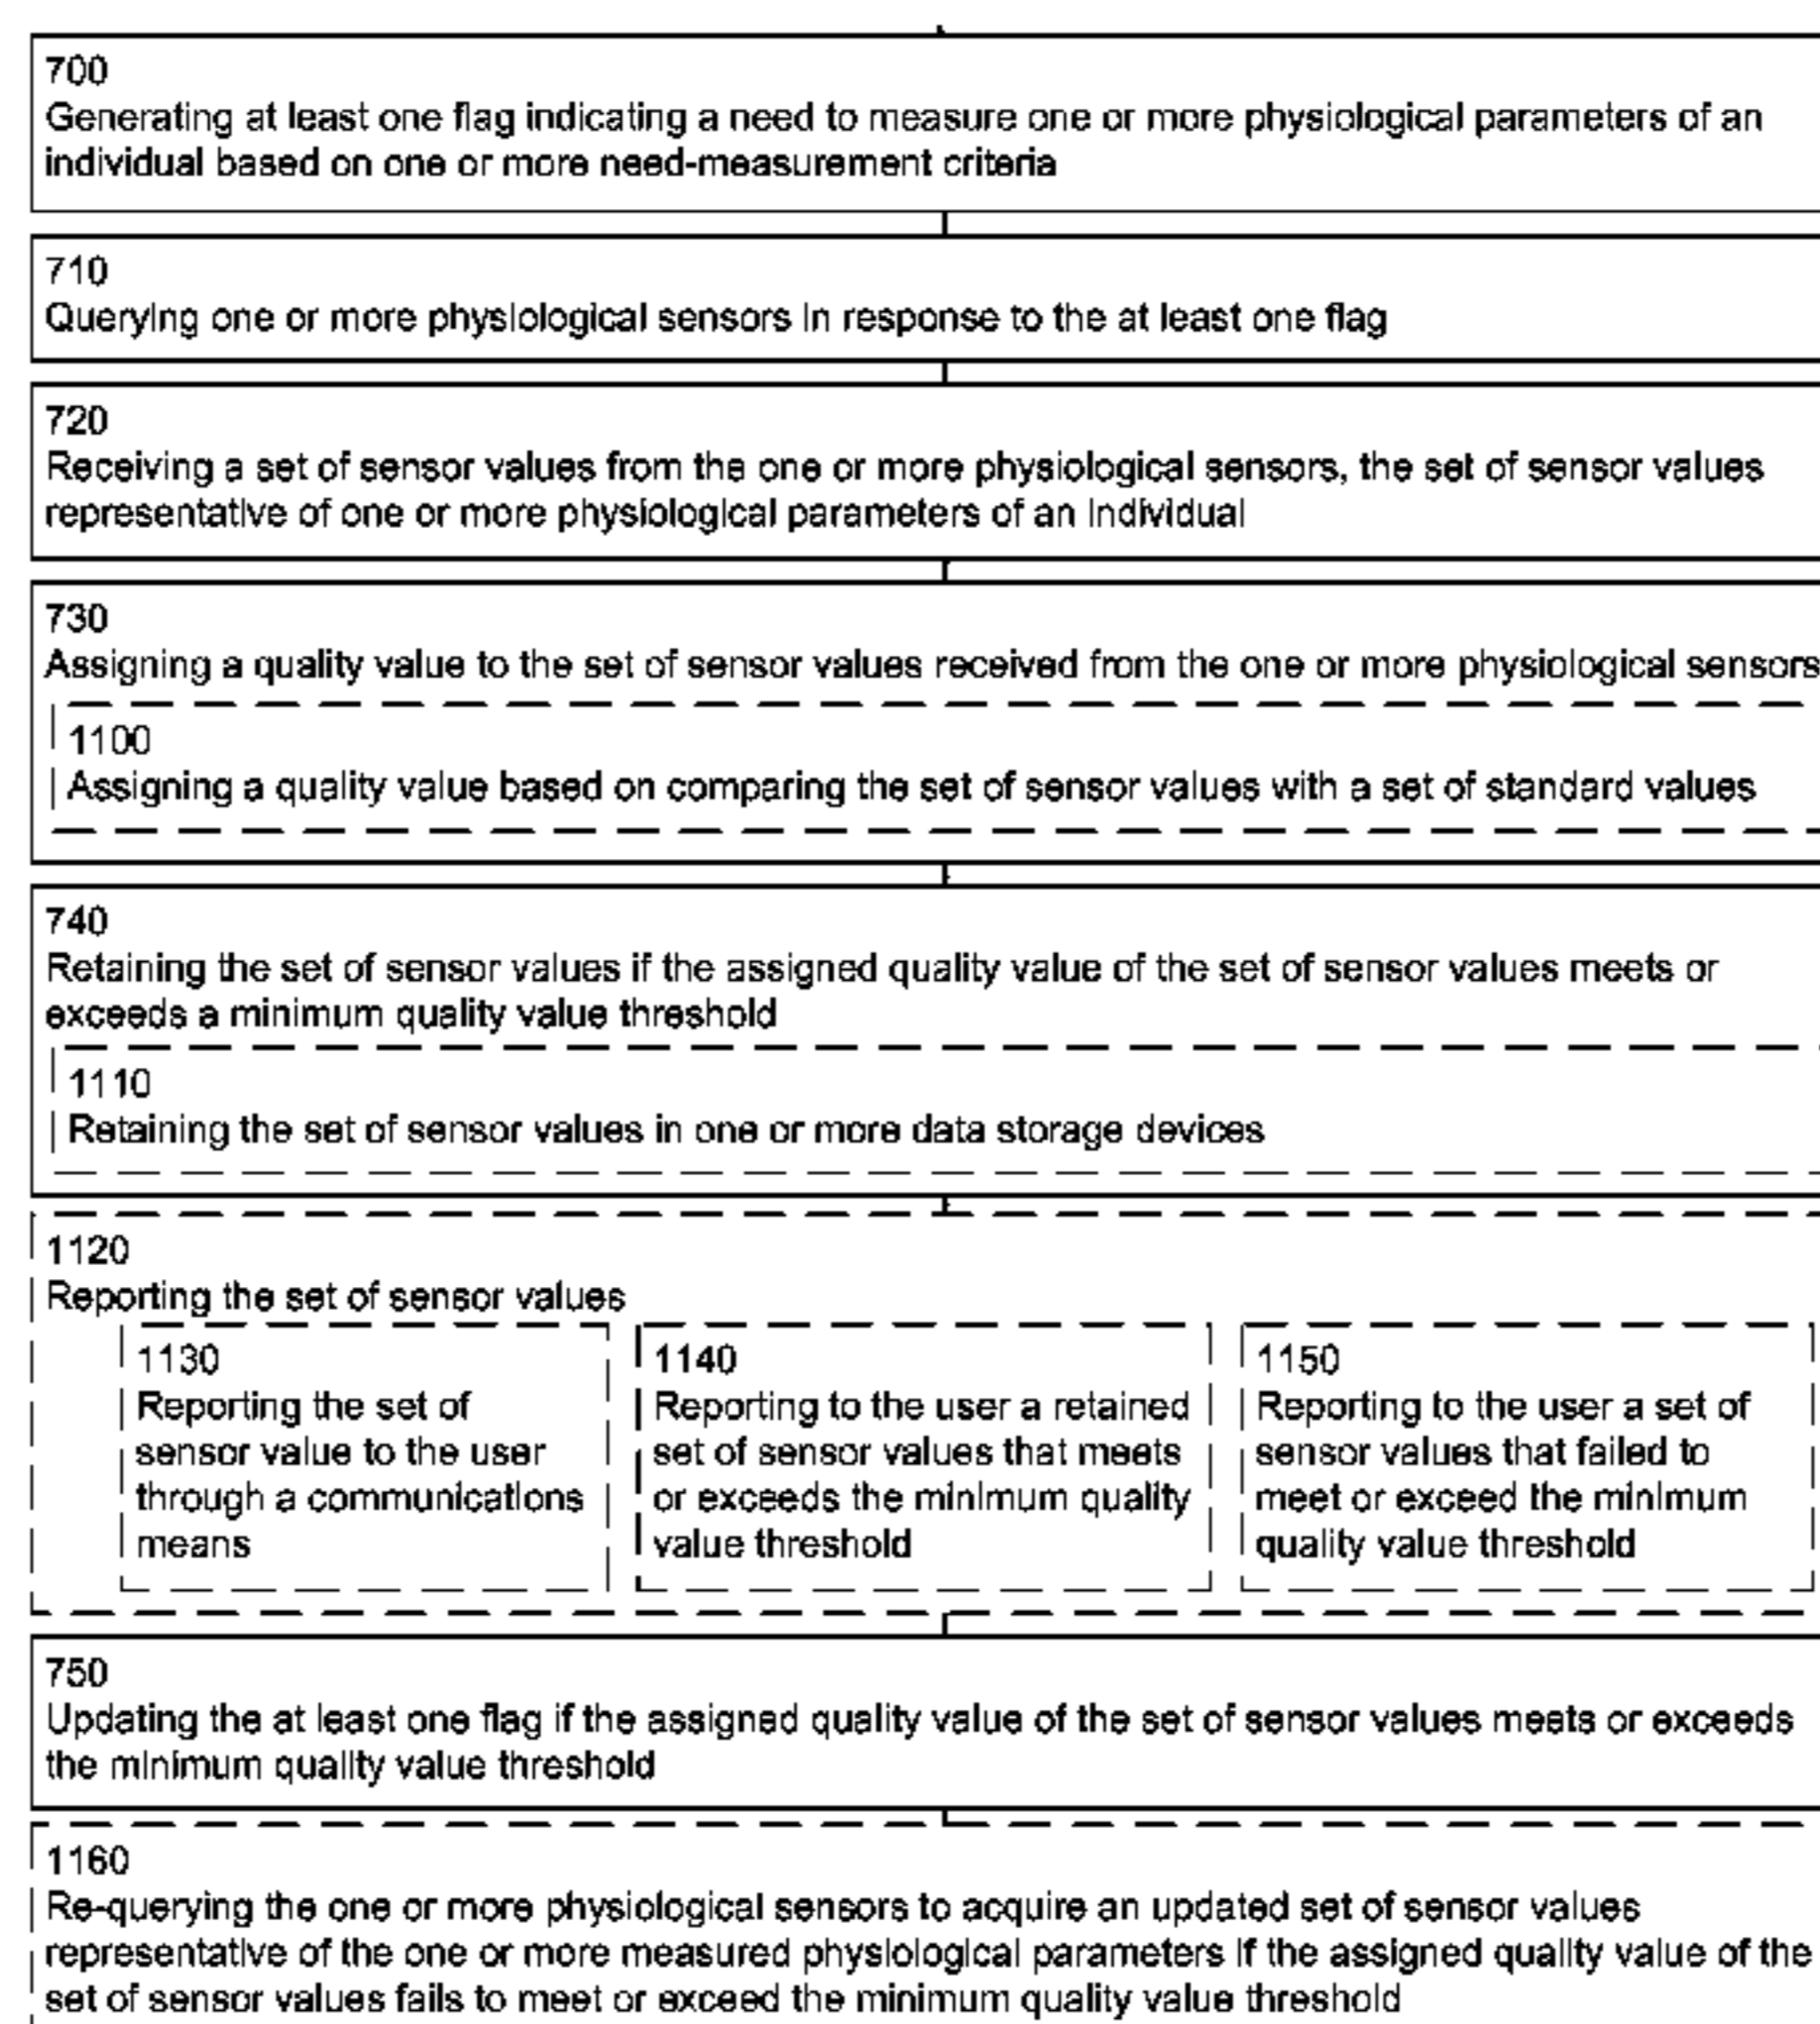 700
Generating at least one flag indicating a need to measure one or more physiological parameters of an
individual based on one or more need-measurement criteria
710
Querying one or more physiological sensors in response to the at least one flag
720
Receiving a set of sensor values from the one or more physiological sensors, the set of sensor values
representative of one or more physiological parameters of an individual
730
Assigning a quality value to the set of sensor values received from the one or more physiological sensors
1100
Assigning a quality value based on comparing the set of sensor values with a set of standard values
740
Retaining the set of sensor values if the assigned quality value of the set of sensor values meets or
exceeds a minimum quality value threshold
1110
Retaining the set of sensor values in one or more data storage devices
1120
Reporting the set of sensor values
1130
Reporting the set of
sensor value to the user
through a communications
means
1140
Reporting to the user a retained
set of sensor values that meets
or exceeds the minimum quality
value threshold
1150
Reporting to the user a set of
sensor values that failed to
meet or exceed the minimum
quality value threshold
750
Updating the at least one flag if the assigned quality value of the set of sensor values meets or exceeds
the minimum quality value threshold
1160
Re-querying the one or more physiological sensors to acquire an updated set of sensor values
representative of the one or more measured physiological parameters if the assigned quality value of the
set of sensor values fails to meet or exceed the minimum quality value threshold